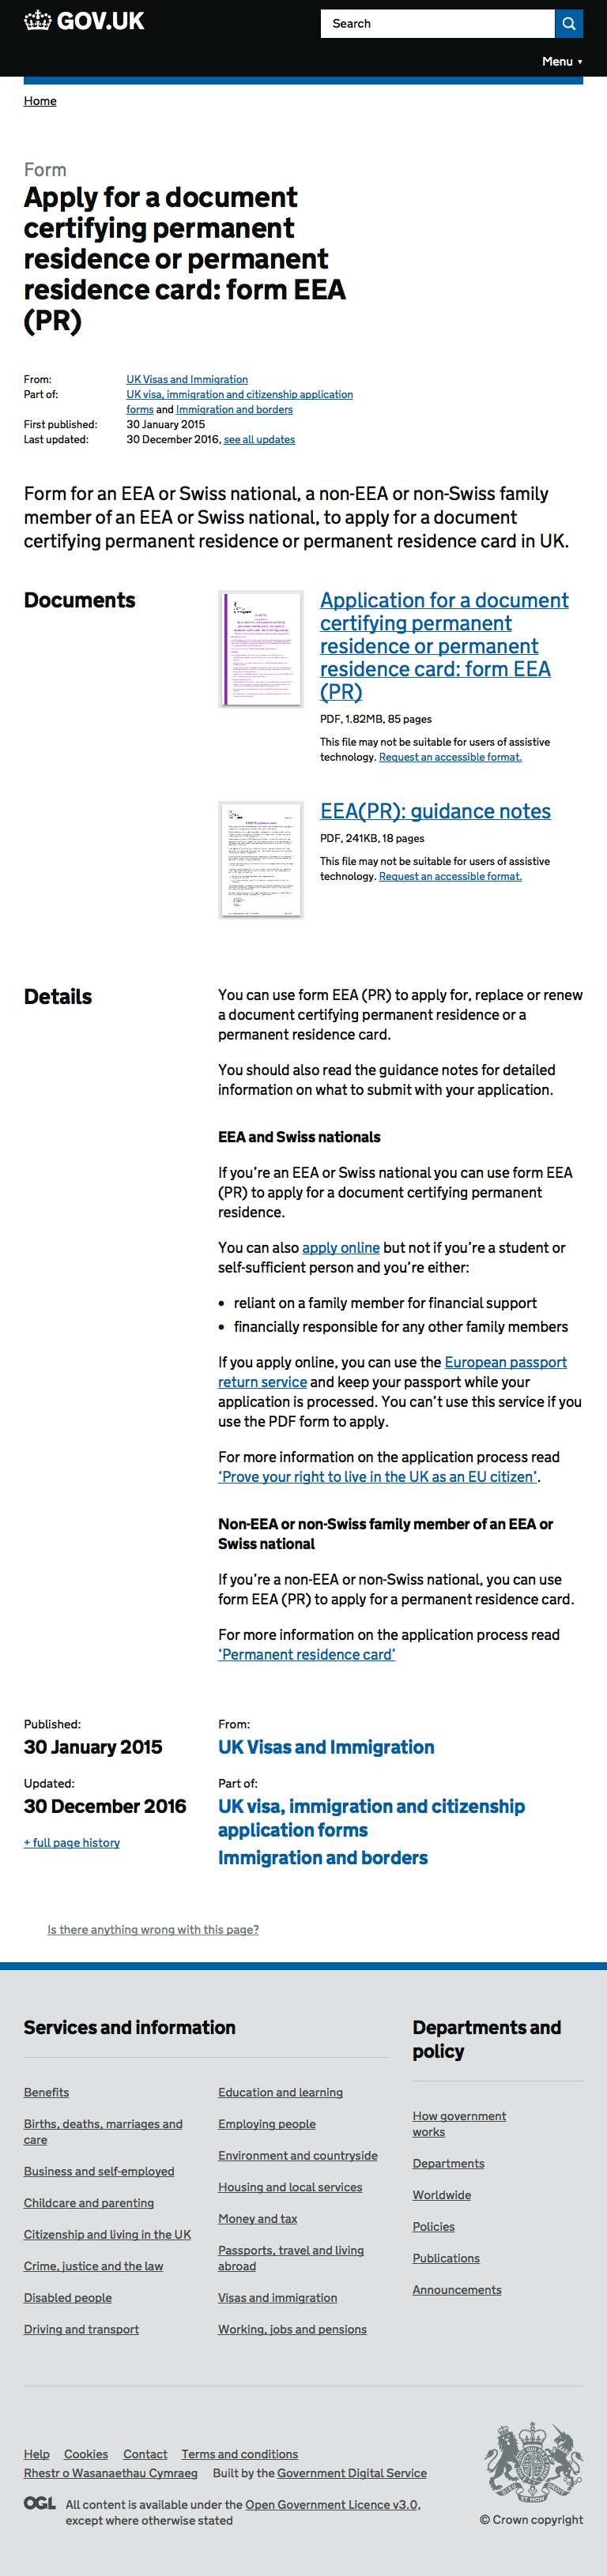 GOV.UK
Search
Menu ▼
Home
Form
Apply for a document
certifying permanent
residence or permanent
residence card: form EEA
(PR)
From: UK Visas and Immigration
Part of: UK visa, immigration and citizenship application
forms and Immigration and borders
First published: 30 January 2015
Last updated: 30 December 2016, see all updates
Form for an EEA or Swiss national, a non-EEA or non-Swiss family
member of an EEA or Swiss national, to apply for a document
certifying permanent residence or permanent residence card in UK.
Documents
Application for a document
certifying permanent
residence or permanent
residence card: form EEA
(PR)
PDF, 1.82MB, 85 pages
This file may not be suitable for users of assistive
technology. Request an accessible format.
EEA(PR): guidance notes
PDF, 241KB, 18 pages
This file may not be suitable for users of assistive
technology. Request an accessible format.
Details
You can use form EEA (PR) to apply for, replace or renew
a document certifying permanent residence or a
permanent residence card.
You should also read the guidance notes for detailed
information on what to submit with your application.
EEA and Swiss nationals
If you’re an EEA or Swiss national you can use form EEA
(PR) to apply for a document certifying permanent
residence.
You can also apply online but not if you’re a student or
self-sufficient person and you’re either:
• reliant on a family member for financial support
• financially responsible for any other family members
If you apply online, you can use the European passport
return service and keep your passport while your
application is processed. You can’t use this service if you
use the PDF form to apply.
For more information on the application process read
‘Prove your right to live in the UK as an EU citizen’.
Non-EEA or non-Swiss family member of an EEA or
Swiss national
If you’re a non-EEA or non-Swiss national, you can use
form EEA (PR) to apply for a permanent residence card.
For more information on the application process read
‘Permanent residence card’
Published:
30 January 2015
Updated:
30 December 2016
+ full page history
From:
UK Visas and Immigration
Part of:
UK visa, immigration and citizenship
application forms
Immigration and borders
Is there anything wrong with this page?
Services and information
Benefits
Births, deaths, marriages and
care
Business and self-employed
Childcare and parenting
Citizenship and living in the UK
Crime, justice and the law
Disabled people
Driving and transport
Education and learning
Employing people
Environment and countryside
Housing and local services
Money and tax
Passports, travel and living
abroad
Visas and immigration
Working, jobs and pensions
Departments and
policy
How government
works
Departments
Worldwide
Policies
Publications
Announcements
Help Cookies Contact Terms and conditions
Rhestr o Wasanaethau Cymraeg Built by the Government Digital Service
OGL All content is available under the Open Government Licence v3.0,
except where otherwise stated
© Crown copyright